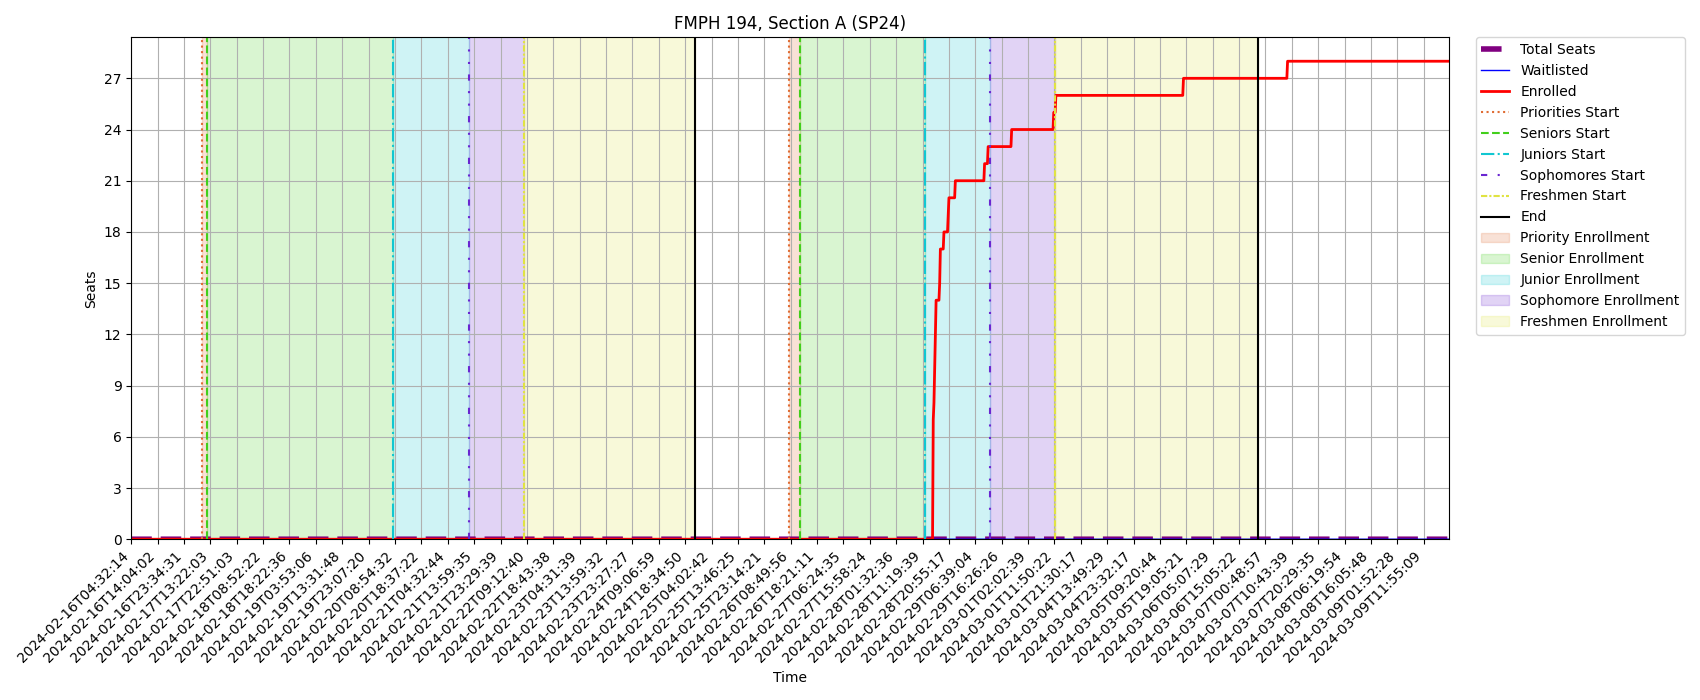 FMPH 194, Section A (SP24)
Seats
27
24
21
18
15
12
9
6
3
0
2024-02-16T04:32:14
2024-02-16T14:04:02
2024-02-16T23:34:31
2024-02-17T13:22:03
2024-02-17T22:51:03
2024-02-18T08:52:22
2024-02-18T18:22:36
2024-02-19T03:53:06
2024-02-19T13:31:48
2024-02-19T23:07:20
2024-02-20T08:54:32
2024-02-20T18:37:22
2024-02-21T04:32:44
2024-02-21T13:59:35
2024-02-21T23:29:39
2024-02-22T09:12:40
2024-02-22T18:43:38
2024-02-23T04:31:39
2024-02-23T13:59:32
2024-02-23T23:27:27
2024-02-24T09:06:59
2024-02-24T18:34:50
2024-02-25T04:02:42
2024-02-25T13:46:25
2024-02-25T23:14:21
2024-02-26T08:49:56
2024-02-26T18:21:11
2024-02-27T06:24:35
2024-02-27T15:58:24
2024-02-28T01:32:36
2024-02-28T11:19:39
2024-02-28T20:55:17
2024-02-29T06:39:04
2024-02-29T16:26:26
2024-03-01T02:02:39
2024-03-01T11:50:22
2024-03-01T21:30:17
2024-03-04T13:49:29
2024-03-04T23:32:17
2024-03-05T09:20:44
2024-03-05T19:05:21
2024-03-06T05:07:29
2024-03-06T15:05:22
2024-03-07T00:48:57
2024-03-07T10:43:39
2024-03-07T20:29:35
2024-03-08T06:19:54
2024-03-08T16:05:48
2024-03-09T01:52:28
2024-03-09T11:55:09
Time
Total Seats
Waitlisted
Enrolled
Priorities Start
Seniors Start
Juniors Start
Sophomores Start
Freshmen Start
End
Priority Enrollment
Senior Enrollment
Junior Enrollment
Sophomore Enrollment
Freshmen Enrollment